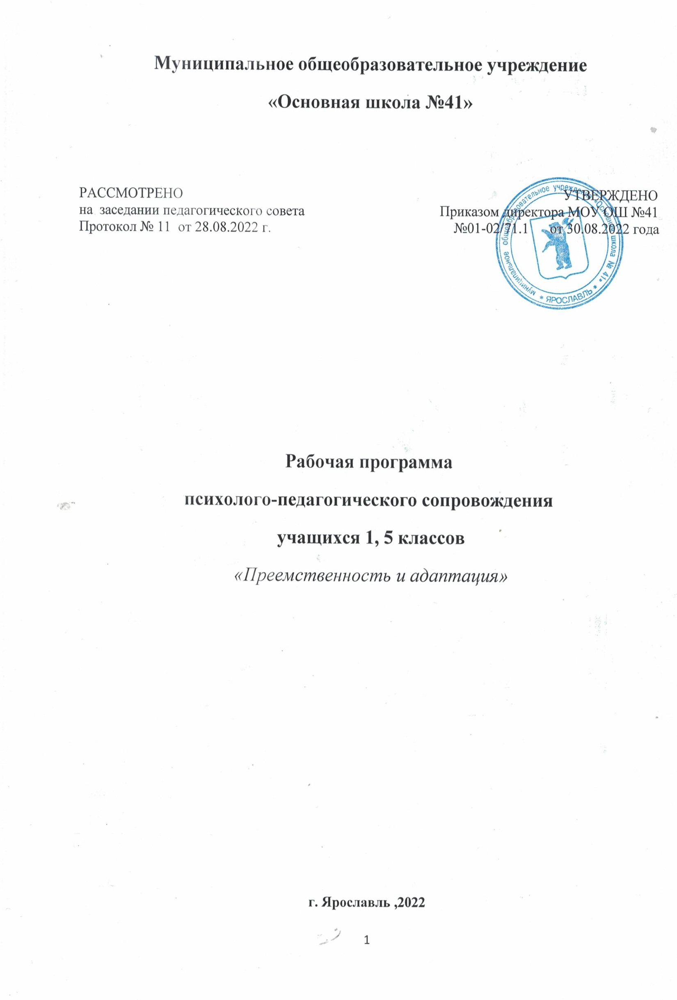 Муниципальное общеобразовательное учреждение
«Основная школа №41»
РАССМОТРЕНО
на заседании педагогического совета
Протокол № 11 от 28.08.2022 г.
УТВЕРЖДЕНО
Приказом директора МОУ ОШ №41
№01-02/71.1 от 30.08.2022 года
муниципальное общеобразовательное учреждение «Основная школа № 41»
* ЯРОСЛАВЛЬ *
Рабочая программа
психолого-педагогического сопровождения
учащихся 1, 5 классов
«Преемственность и адаптация»
г. Ярославль ,2022
1